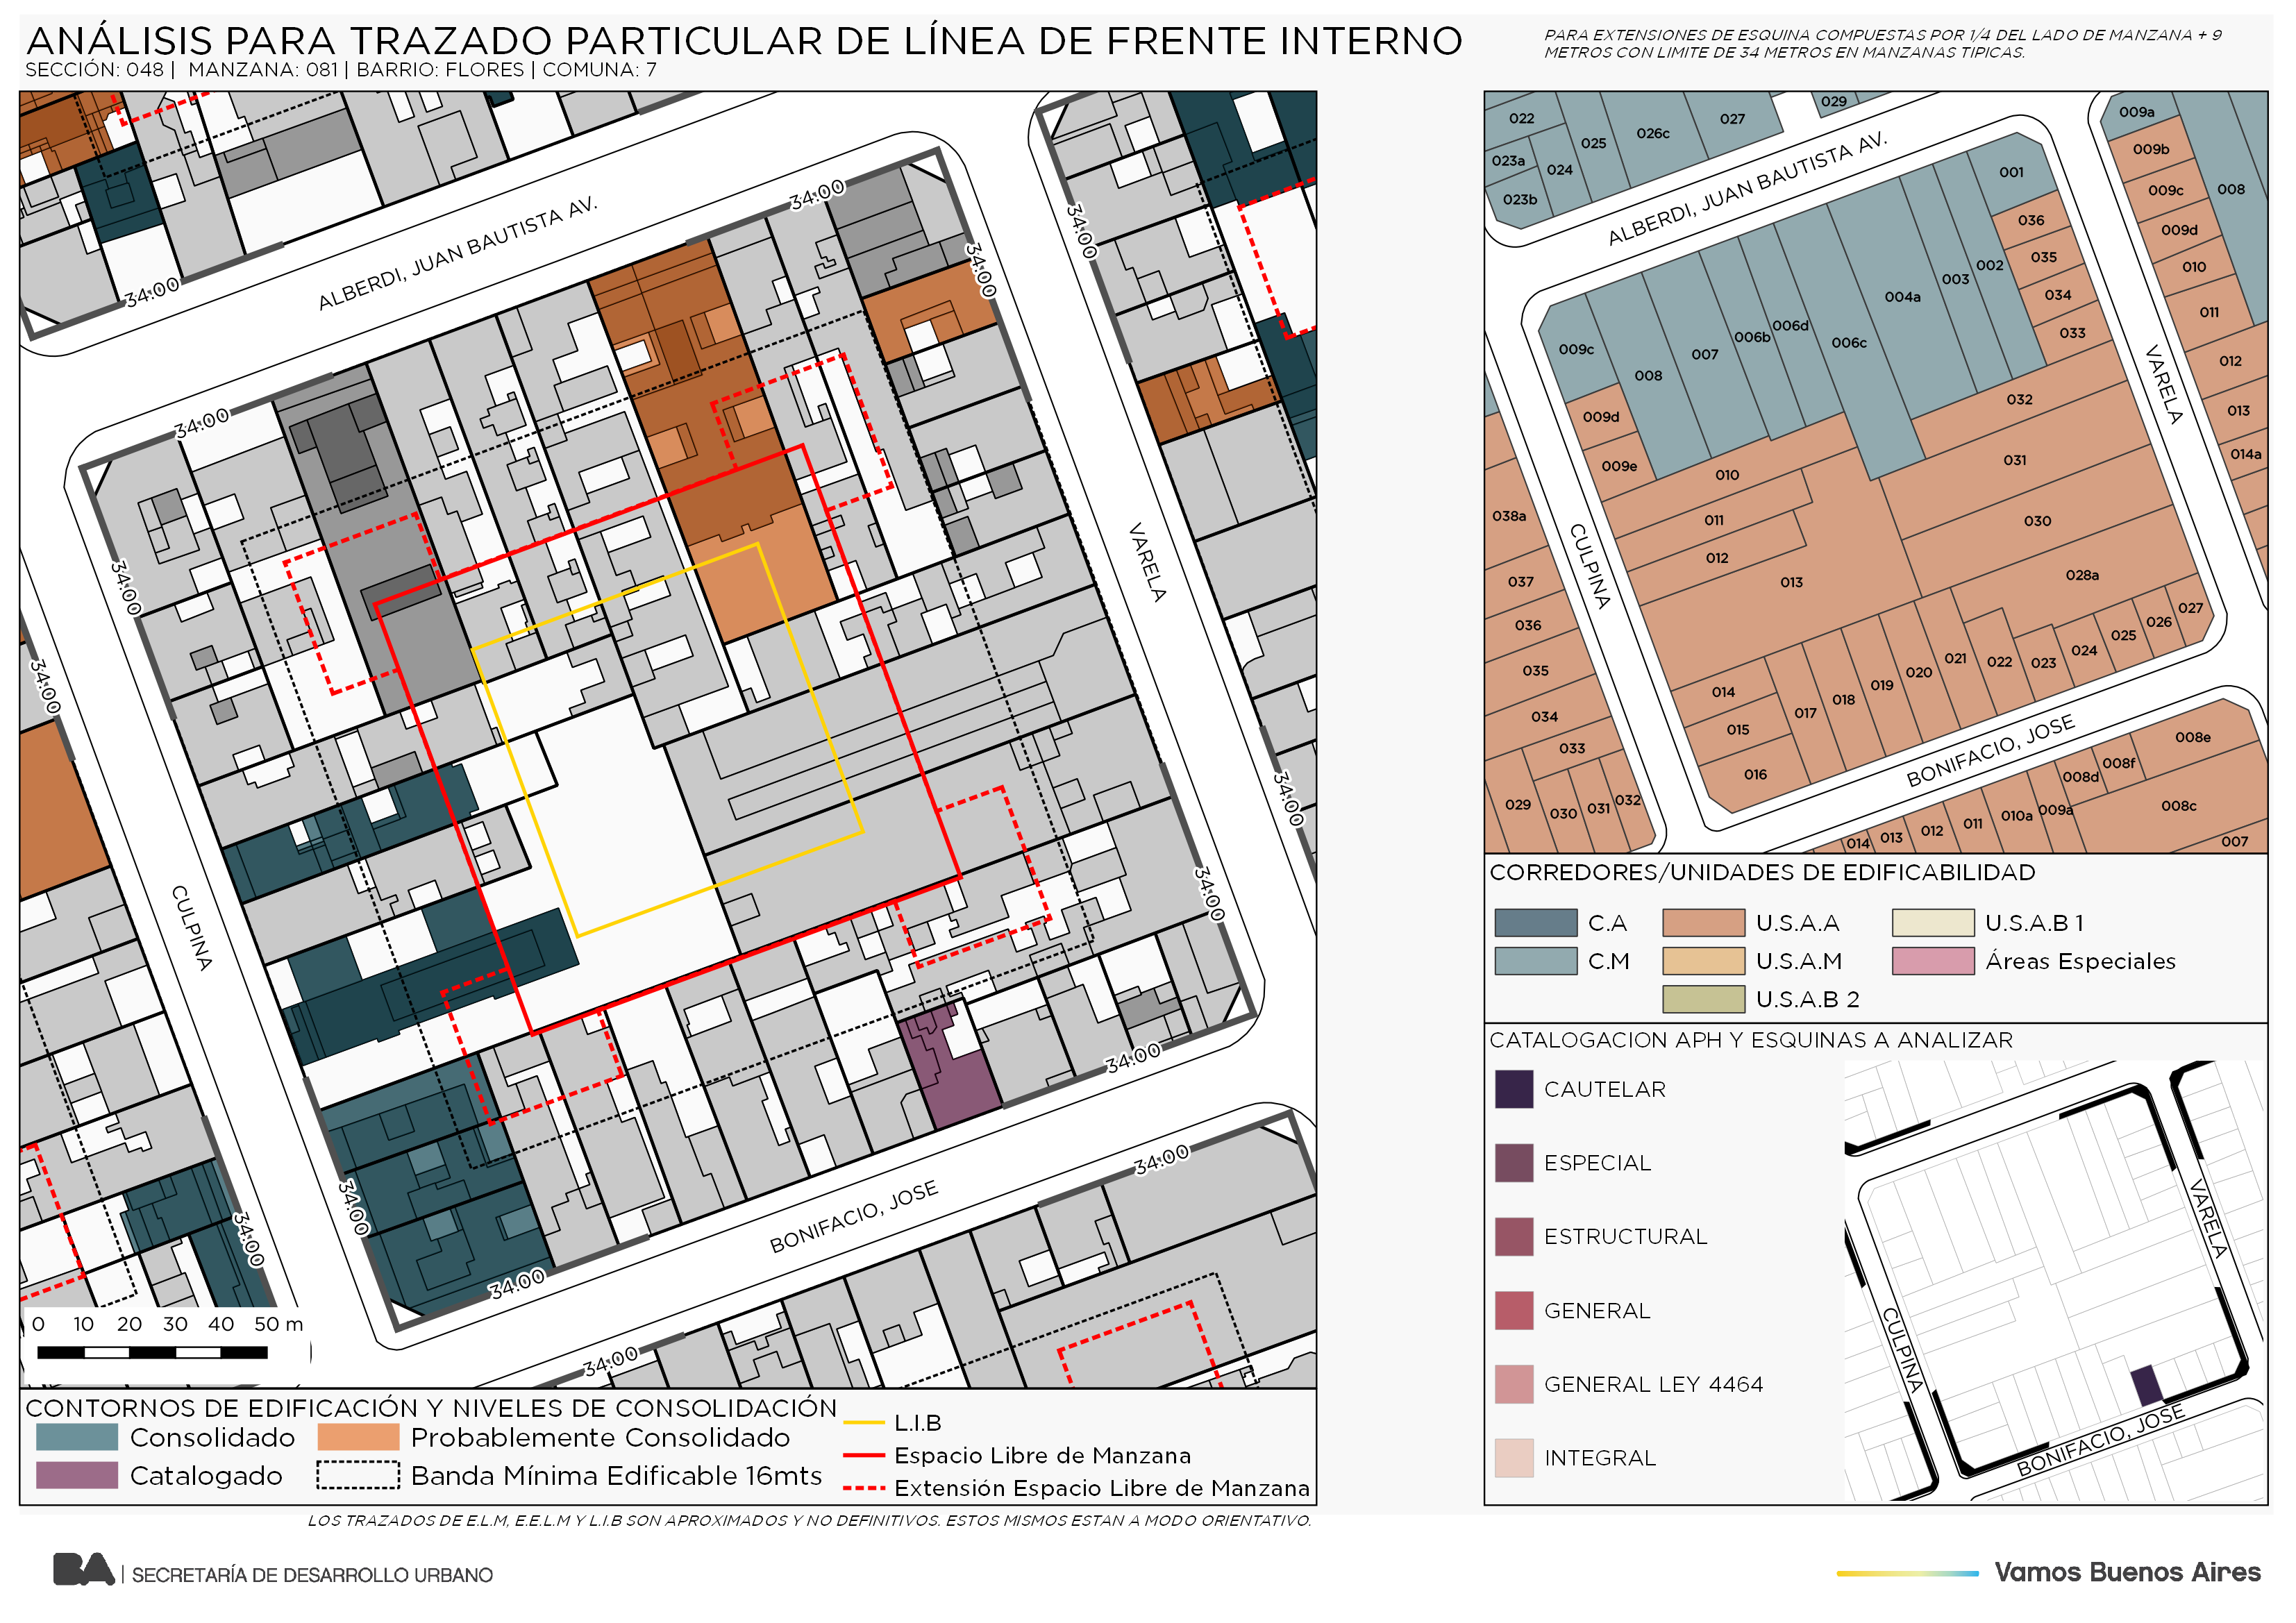 ANÁLISIS PARA TRAZADO PARTICULAR DE LÍNEA DE FRENTE INTERNO
SECCIÓN: 048 | MANZANA: 081 | BARRIO: FLORES | COMUNA: 7
PARA EXTENSIONES DE ESQUINA COMPUESTAS POR 1/4 DEL LADO DE MANZANA + 9
METROS CON LIMITE DE 34 METROS EN MANZANAS TIPICAS.
34:00
34:00
34:00
34:00
ALBERDI, JUAN BAUTISTA AV.
34:00
34:00
34:00
VARELA
34:00
34:00
CULPINA
34:00
34:00
34:00
34:00
34:00
34:00
BONIFACIO, JOSE
34:00
0 10 20 30 40 50 m
CONTORNOS DE EDIFICACIÓN Y NIVELES DE CONSOLIDACIÓN
Consolidado
Probablemente Consolidado
Catalogado
Banda Mínima Edificable 16mts
L.I.B
Espacio Libre de Manzana
Extensión Espacio Libre de Manzana
LOS TRAZADOS DE E.L.M, E.E.L.M Y L.I.B SON APROXIMADOS Y NO DEFINITIVOS. ESTOS MISMOS ESTAN A MODO ORIENTATIVO.
022
023a
023b
024
025
026c
027
029
ALBERDI, JUAN BAUTISTA AV.
009a
009b
009c
009d
008
010
011
012
013
014a
001
036
035
034
033
002
003
004a
006c
006d
006b
007
008
009c
009d
009e
032
031
030
028a
010
011
012
013
014
015
016
017
018
019
020
021
022
023
024
025
026
027
VARELA
CULPINA
BONIFACIO, JOSE
038a
037
036
035
034
033
029
030
031
032
014
013
012
011
010a
009a
008d
008f
008e
008c
007
CORREDORES/UNIDADES DE EDIFICABILIDAD
C.A
U.S.A.A
U.S.A.B 1
C.M
U.S.A.M
Áreas Especiales
U.S.A.B 2
CATALOGACION APH Y ESQUINAS A ANALIZAR
CAUTELAR
ESPECIAL
ESTRUCTURAL
GENERAL
GENERAL LEY 4464
INTEGRAL
VARELA
CULPINA
BONIFACIO, JOSE
BA | SECRETARÍA DE DESARROLLO URBANO
Vamos Buenos Aires